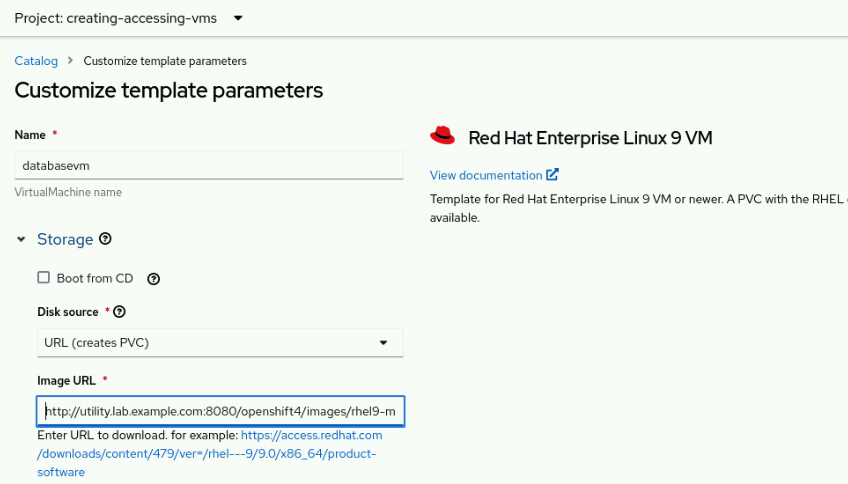 Project: creating-accessing-vms
Catalog > Customize template parameters
Customize template parameters
Name *
databasevm
VirtualMachine name
Storage
Boot from CD
Disk source *
URL (creates PVC)
Image URL *
http://utility.lab.example.com:8080/openshift4/images/rhel9-m
Enter URL to download. for example: https://access.redhat.com
/downloads/content/479/ver=/rhel---9/9.0/x86_64/product-
software
Red Hat Enterprise Linux 9 VM
View documentation
Template for Red Hat Enterprise Linux 9 VM or newer. A PVC with the RHEL
available.